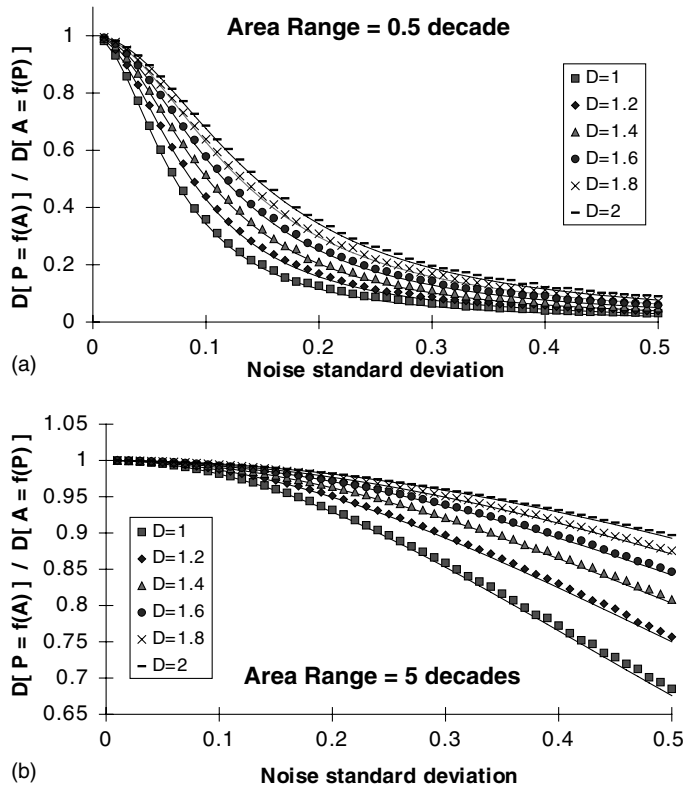 Area Range = 0.5 decade
D[ P = f(A)] / D[ A = f(P) ]
1
0.8
0.6
0.4
0.2
0
D=1
D=1.2
D=1.4
D=1.6
D=1.8
D=2
0
0.1
0.2
0.3
0.4
0.5
(a)
Noise standard deviation
D[ P = f(A)] / D[ A = f(P) ]
1.05
1
0.95
0.9
0.85
0.8
0.75
0.7
0.65
D=1
D=1.2
D=1.4
D=1.6
D=1.8
D=2
Area Range = 5 decades
0
0.1
0.2
0.3
0.4
0.5
(b)
Noise standard deviation